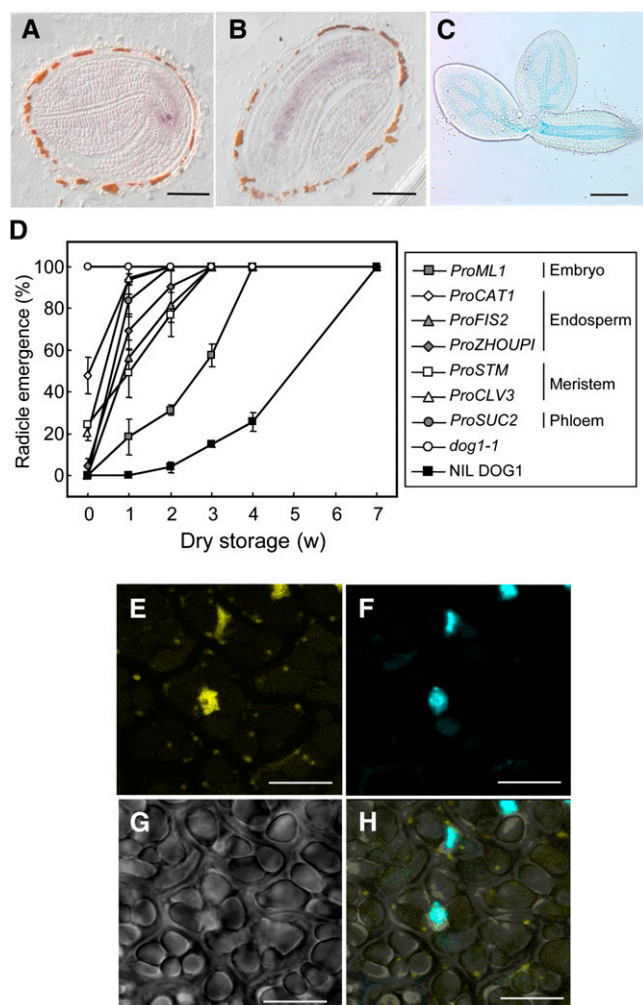 A
B
C
D
Radicle emergence (%)
100
80
60
40
20
0
0 1 2 3 4 5 6 7
Dry storage (w)
ProML1 Embryo
ProCAT1
ProFIS2 Endosperm
ProZHOUPI
ProSTM
ProCLV3 Meristem
ProSUC2 Phloem
dog1-1
NIL DOG1
E
F
G
H